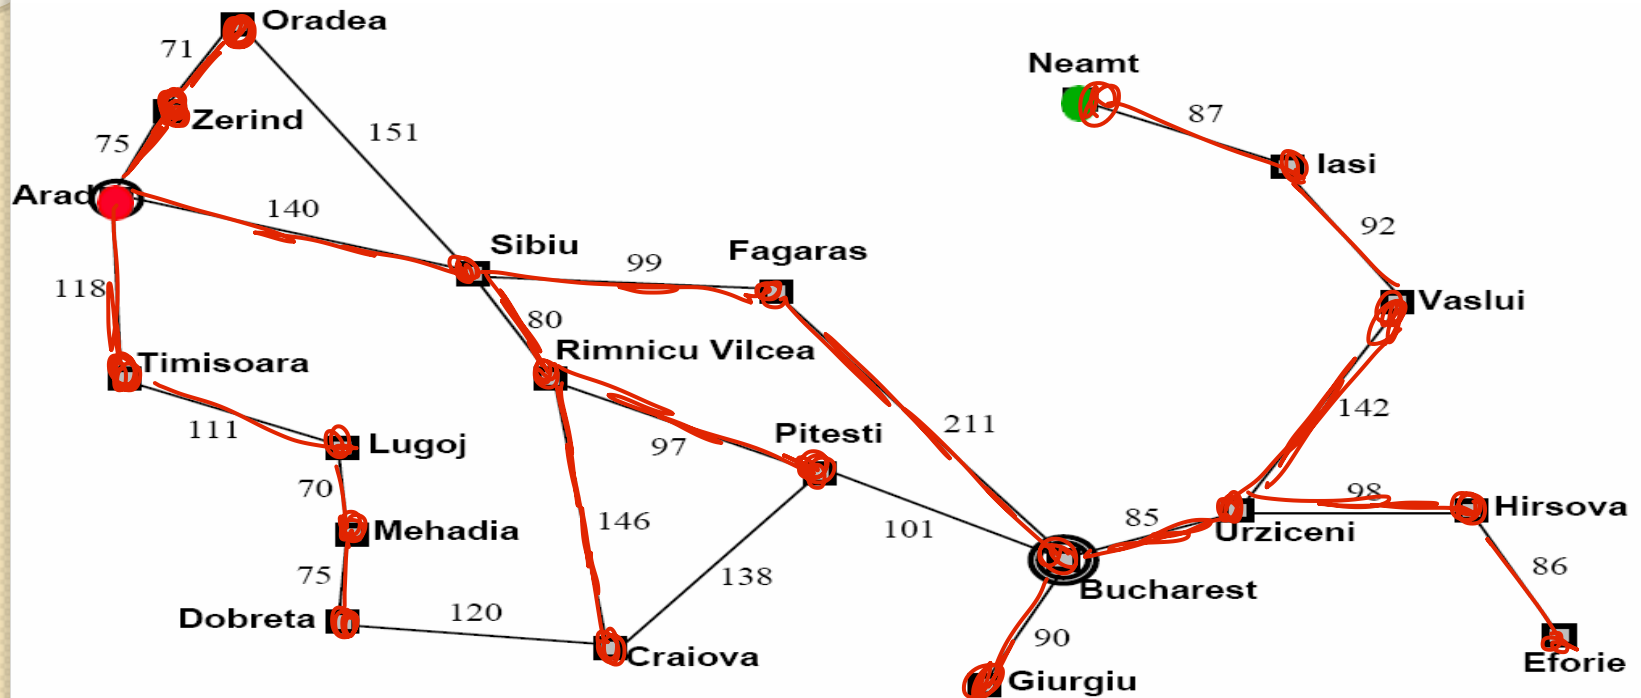 Oradea
71
Neamt
87
Zerind
151
75
Iasi
Arad
140
92
Sibiu
Fagaras
99
118
Vaslui
80
Rimnicu Vilcea
Timisoara
142
211
111
Pitesti
Lugoj
97
70
98
Hirsova
85
146
101
Urziceni
Mehadia
86
75
138
Bucharest
120
Dobreta
90
Craiova
Eforie
Giurgiu